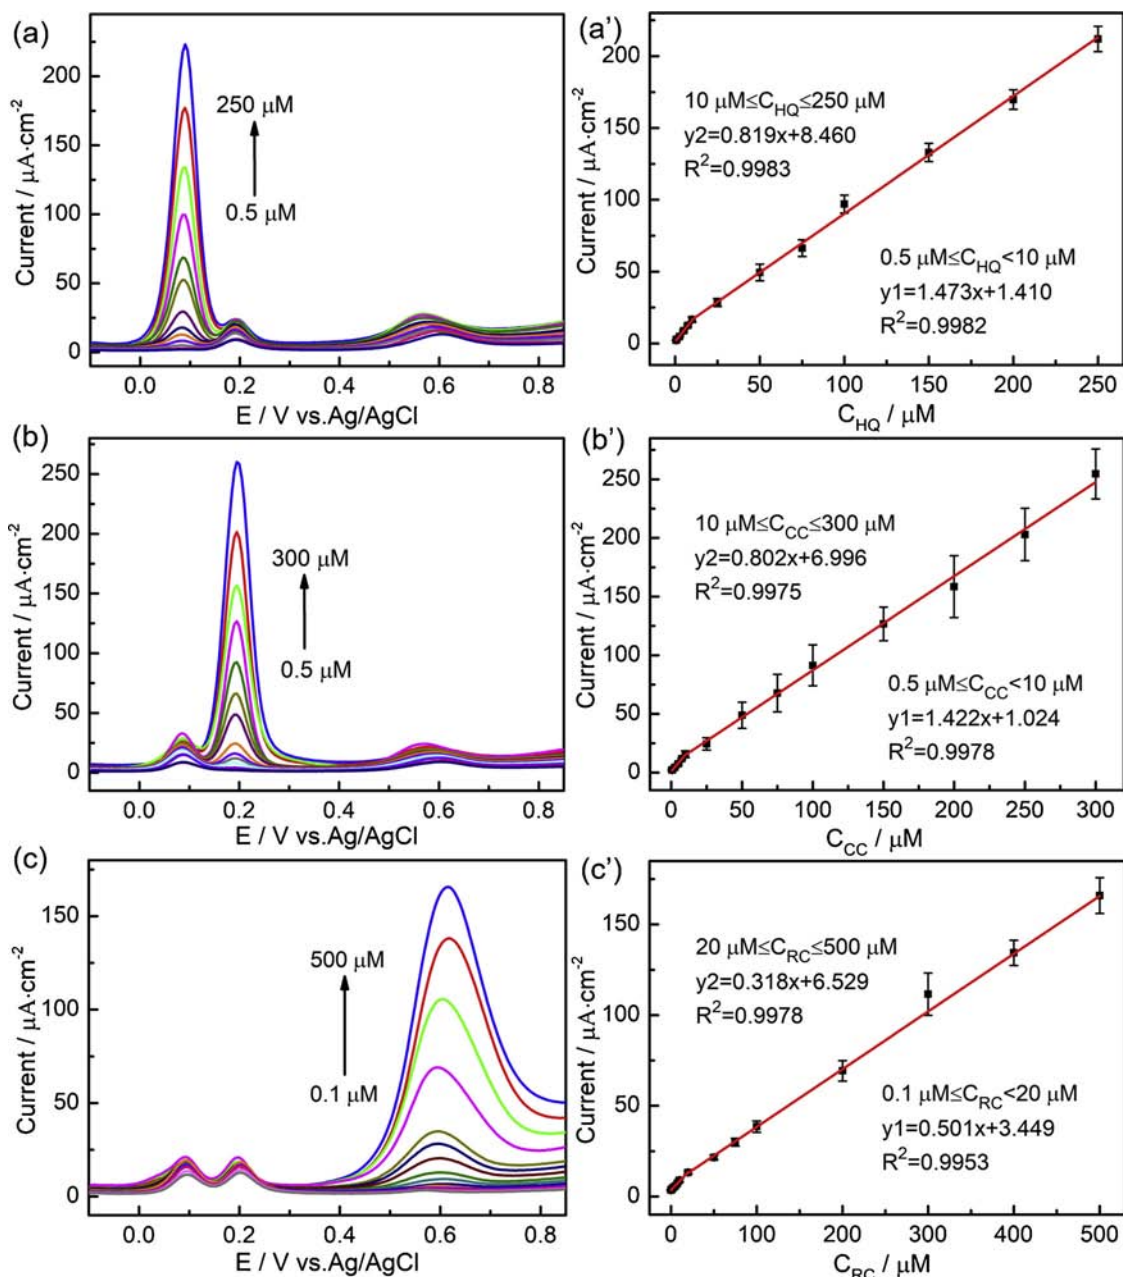 (a)
Current / μA·cm⁻²
200
150
100
50
0
250 μM
0.5 μM
0.0 0.2 0.4 0.6 0.8
E / V vs.Ag/AgCl
(a')
Current / μA·cm⁻²
200
150
100
50
0
10 μM≤C_HQ≤250 μM
y2=0.819x+8.460
R²=0.9983
0.5 μM≤C_HQ<10 μM
y1=1.473x+1.410
R²=0.9982
0 50 100 150 200 250
C_HQ / μM
(b)
Current / μA·cm⁻²
250
200
150
100
50
0
300 μM
0.5 μM
0.0 0.2 0.4 0.6 0.8
E / V vs.Ag/AgCl
(b')
Current / μA·cm⁻²
250
200
150
100
50
0
10 μM≤C_CC≤300 μM
y2=0.802x+6.996
R²=0.9975
0.5 μM≤C_CC<10 μM
y1=1.422x+1.024
R²=0.9978
0 50 100 150 200 250 300
C_CC / μM
(c)
Current / μA·cm⁻²
150
100
50
0
500 μM
0.1 μM
0.0 0.2 0.4 0.6 0.8
E / V vs.Ag/AgCl
(c')
Current / μA·cm⁻²
150
100
50
0
20 μM≤C_RC≤500 μM
y2=0.318x+6.529
R²=0.9978
0.1 μM≤C_RC<20 μM
y1=0.501x+3.449
R²=0.9953
0 100 200 300 400 500
C_RC / μM